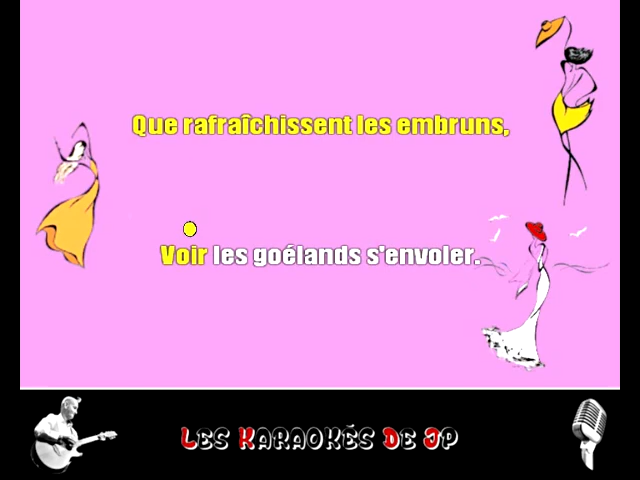 Que rafraîchissent les embruns,
Voir les goélands s'envoler.
Les Karaokés De JP